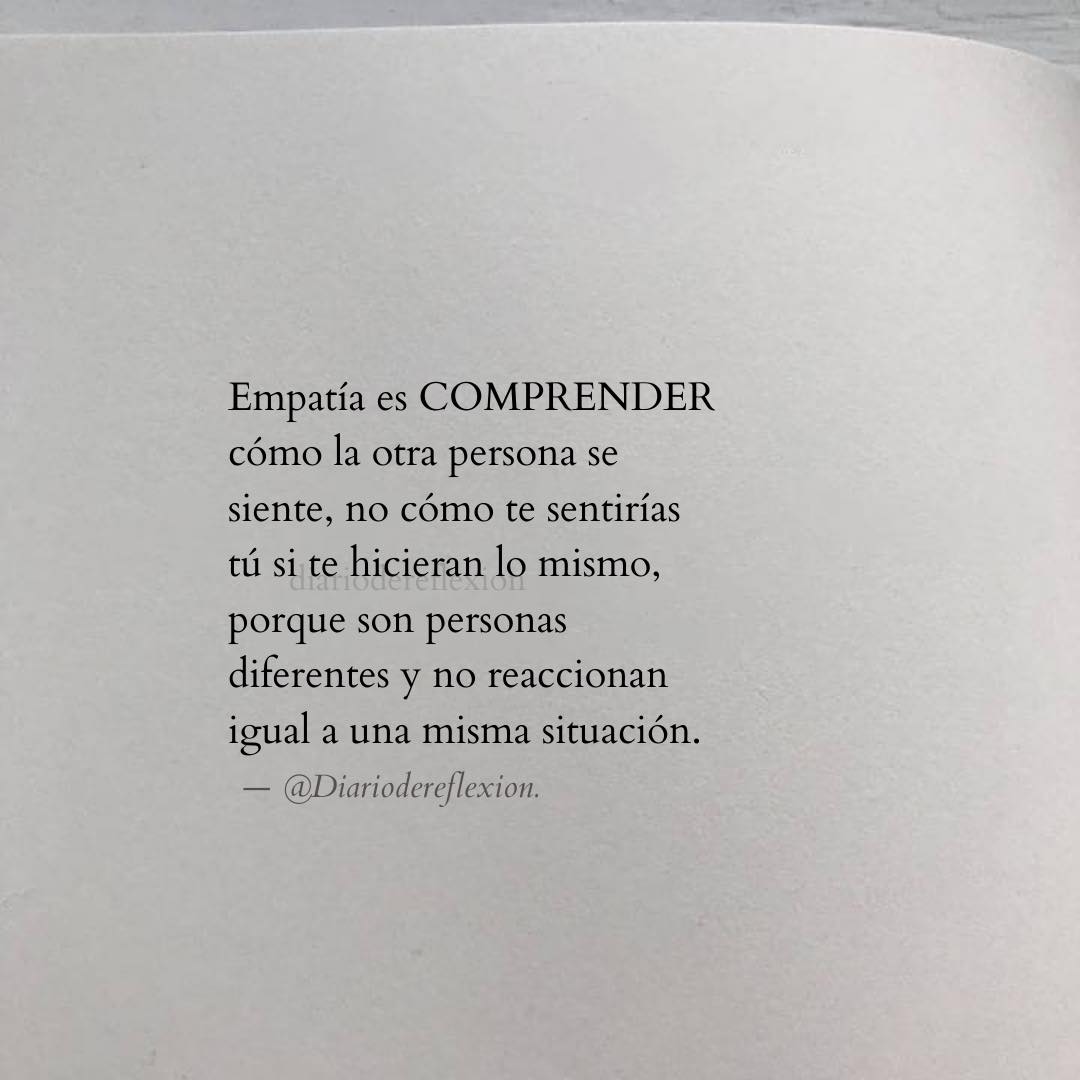 Empatía es COMPRENDER
cómo la otra persona se
siente, no cómo te sentirías
tú si te hicieran lo mismo,
diariodereflexion
porque son personas
diferentes y no reaccionan
igual a una misma situación.
— @Diariodereflexion.